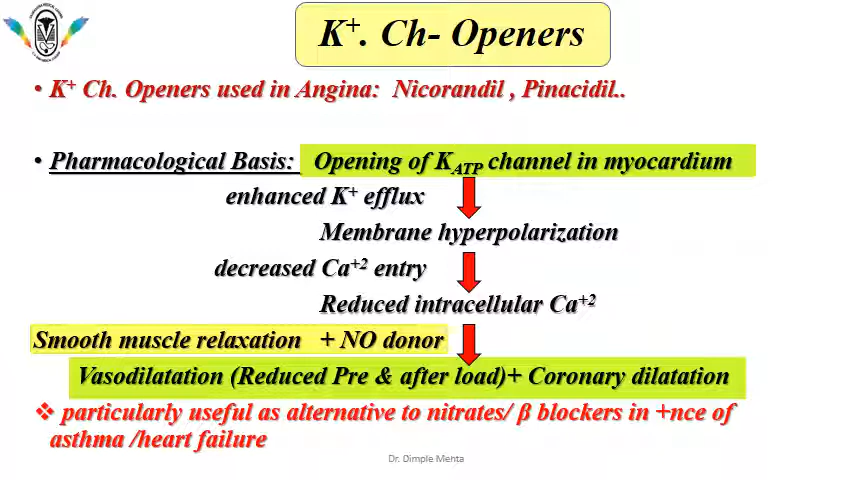 K⁺. Ch- Openers
• K⁺ Ch. Openers used in Angina: Nicorandil , Pinacidil..
• Pharmacological Basis: Opening of K_ATP channel in myocardium
enhanced K⁺ efflux
Membrane hyperpolarization
decreased Ca⁺² entry
Reduced intracellular Ca⁺²
Smooth muscle relaxation + NO donor
Vasodilatation (Reduced Pre & after load)+ Coronary dilatation
❖ particularly useful as alternative to nitrates/ β blockers in +nce of
asthma /heart failure
Dr. Dimple Mehta